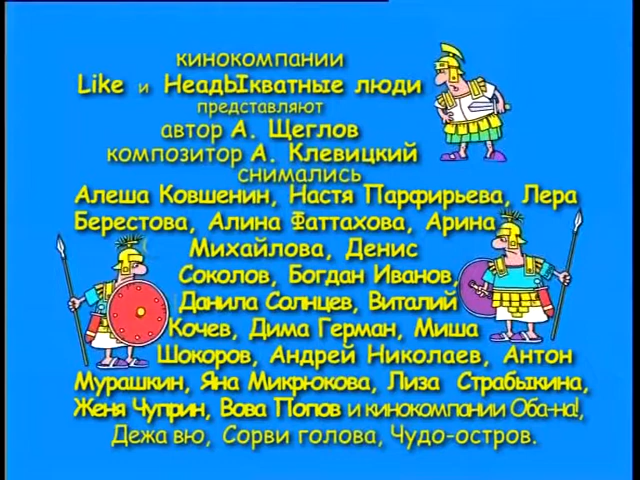 кинокомпании
Like и НеадЫкватные люди
представляют
автор А. Щеглов
композитор А. Клевицкий
снимались
Алеша Ковшенин, Настя Парфирьева, Лера
Берестова, Алина Фаттахова, Арина
Михайлова, Денис
Соколов, Богдан Иванов,
Данила Солнцев, Виталий
Кочев, Дима Герман, Миша
Шокоров, Андрей Николаев, Антон
Мурашкин, Яна Микрюкова, Лиза Страбыкина,
Женя Чуприн, Вова Попов и кинокомпании Оба-на!,
Дежа вю, Сорви голова, Чудо-остров.